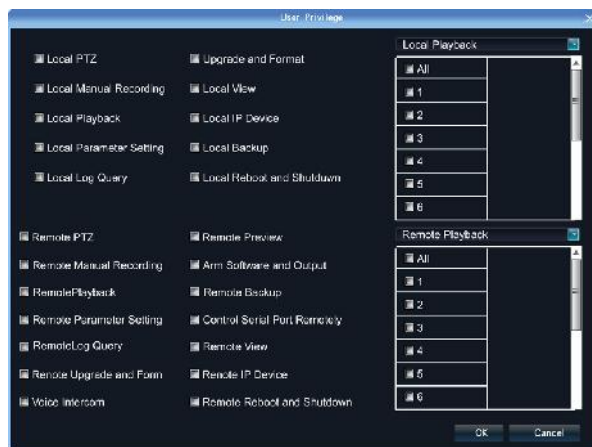 User Privilege
Local PTZ
Upgrade and Format
Local Manual Recording
Local View
Local Playback
Local IP Device
Local Parameter Setting
Local Backup
Local Log Query
Local Reboot and Shutduwn
Local Playback
All
1
2
3
4
5
6
Remote PTZ
Remote Preview
Remote Manual Recording
Arm Software and Output
RemotePlayback
Remote Backup
Remote Parameter Setting
Control Serial Port Remotely
RemoteLog Query
Remote View
Remote Upgrade and Form
Remote IP Device
Voice Intercom
Remote Reboot and Shutdown
Remote Playback
All
1
2
3
4
5
6
OK
Cancel